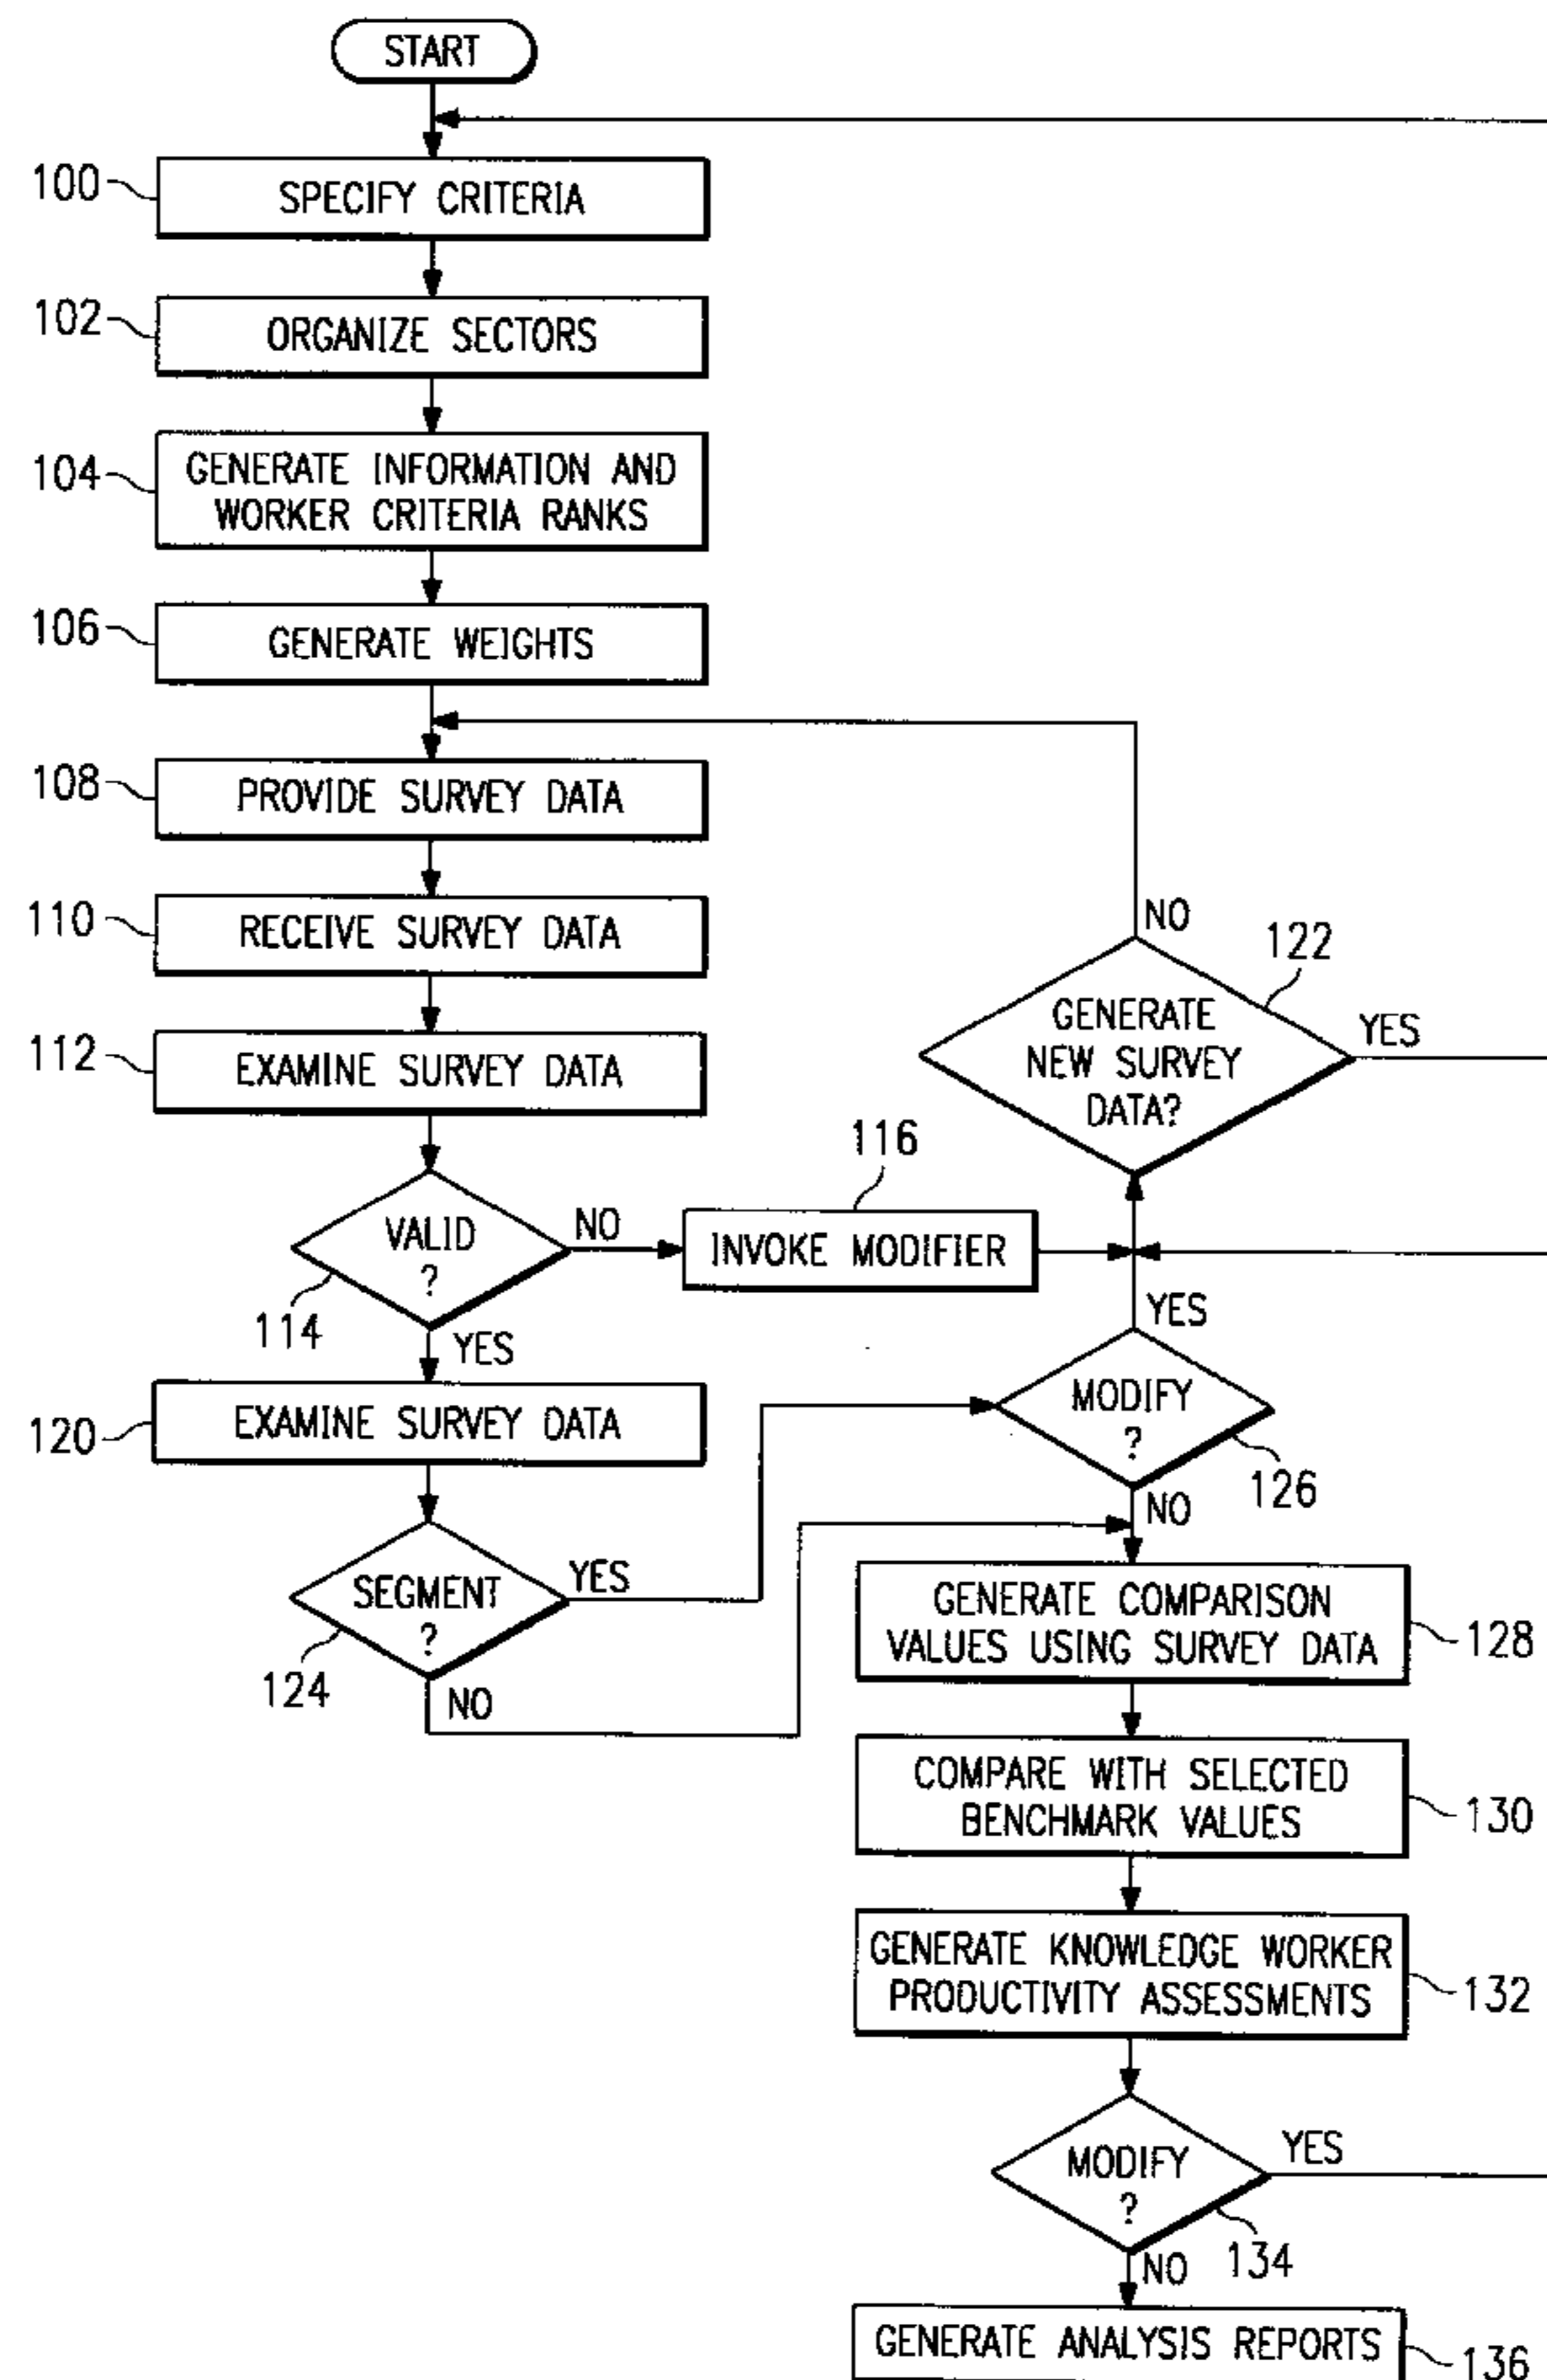 START
100
SPECIFY CRITERIA
102
ORGANIZE SECTORS
104
GENERATE INFORMATION AND
WORKER CRITERIA RANKS
106
GENERATE WEIGHTS
108
PROVIDE SURVEY DATA
110
RECEIVE SURVEY DATA
112
EXAMINE SURVEY DATA
VALID
?
114
NO
YES
116
INVOKE MODIFIER
120
EXAMINE SURVEY DATA
SEGMENT
?
124
YES
NO
NO
122
GENERATE
NEW SURVEY
DATA?
YES
YES
MODIFY
?
126
NO
GENERATE COMPARISON
VALUES USING SURVEY DATA
128
COMPARE WITH SELECTED
BENCHMARK VALUES
130
GENERATE KNOWLEDGE WORKER
PRODUCTIVITY ASSESSMENTS
132
MODIFY
?
YES
134
NO
GENERATE ANALYSIS REPORTS
136